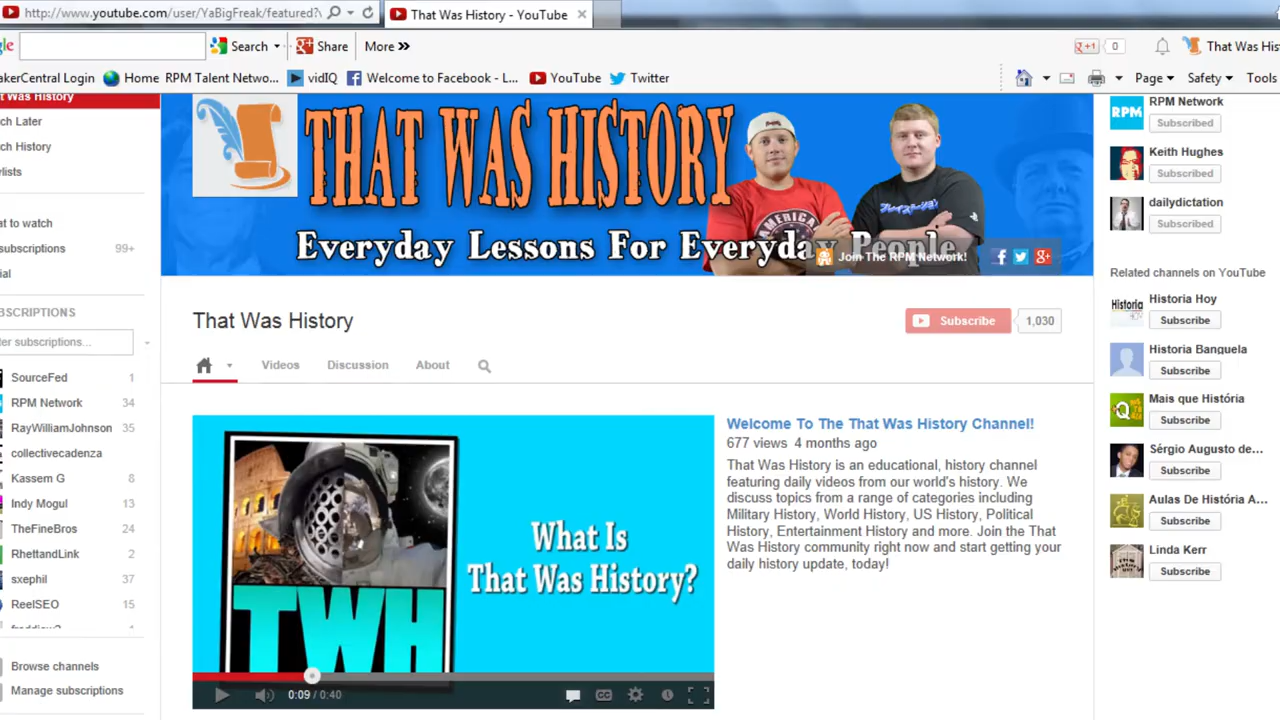 http://www.youtube.com/user/YaBigFreak/featured?
That Was History - YouTube
Search
Share
More »
+1 0
That Was His
akerCentral Login
Home
RPM Talent Netwo...
vidIQ
Welcome to Facebook - L...
YouTube
Twitter
Page
Safety
Tools
t Was History
ch Later
ch History
ylists
at to watch
subscriptions 99+
ial
BSCRIPTIONS
er subscriptions...
SourceFed 1
RPM Network 34
RayWilliamJohnson 35
collectivecadenza
Kassem G 8
Indy Mogul 13
TheFineBros 24
RhettandLink 2
sxephil 37
ReelSEO 15
Browse channels
Manage subscriptions
THAT WAS HISTORY
AMERICA
Everyday Lessons For Everyday People
Join The RPM Network!
That Was History
Subscribe 1,030
Videos
Discussion
About
What Is
That Was History?
TWH
0:09 / 0:40
CC
Welcome To The That Was History Channel!
677 views 4 months ago
That Was History is an educational, history channel
featuring daily videos from our world's history. We
discuss topics from a range of categories including
Military History, World History, US History, Political
History, Entertainment History and more. Join the That
Was History community right now and start getting your
daily history update, today!
RPM
RPM Network
Subscribed
Keith Hughes
Subscribed
dailydictation
Subscribed
Related channels on YouTube
Historia
Historia Hoy
Subscribe
Historia Banguela
Subscribe
Mais que História
Subscribe
Sérgio Augusto de...
Subscribe
Aulas De História A...
Subscribe
Linda Kerr
Subscribe